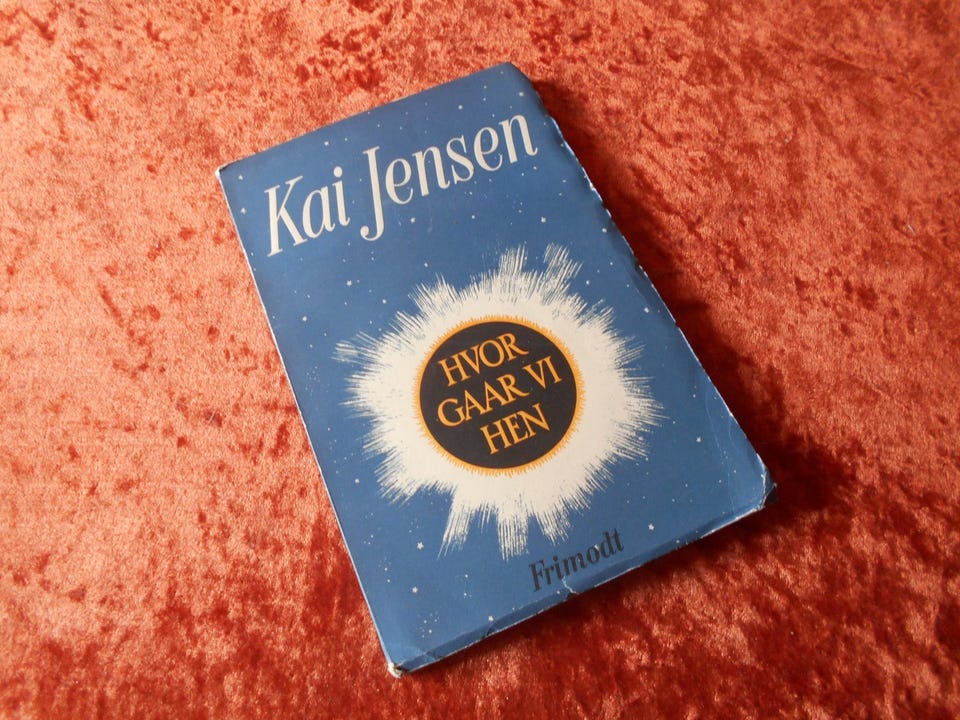 Kai Jensen
HVOR
GAAR VI
HEN
Frimodt